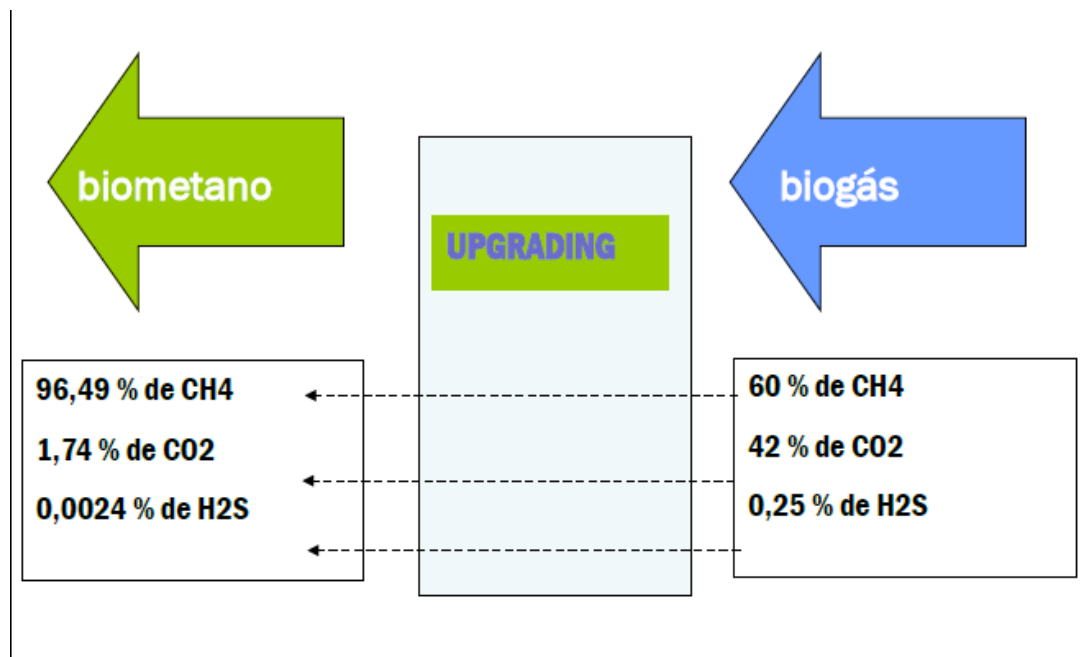 biometano
biogás
UPGRADING
96,49 % de CH4
1,74 % de CO2
0,0024 % de H2S
60 % de CH4
42 % de CO2
0,25 % de H2S